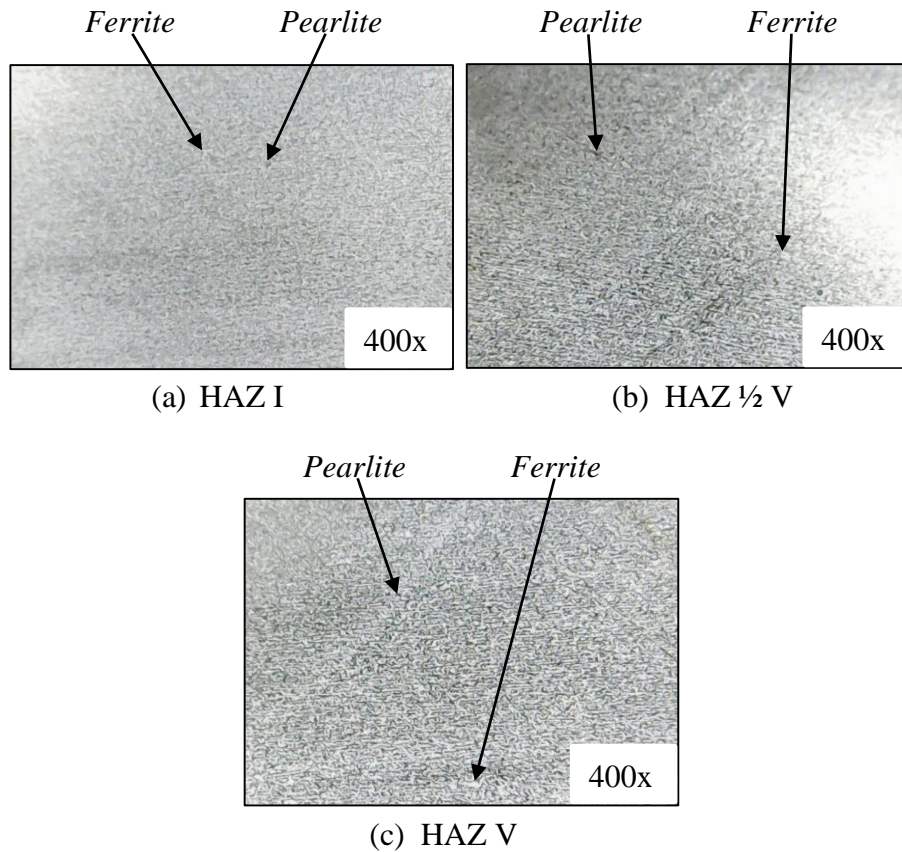 Ferrite Pearlite
Pearlite Ferrite
400x
400x
(a) HAZ I
(b) HAZ ½ V
Pearlite Ferrite
400x
(c) HAZ V